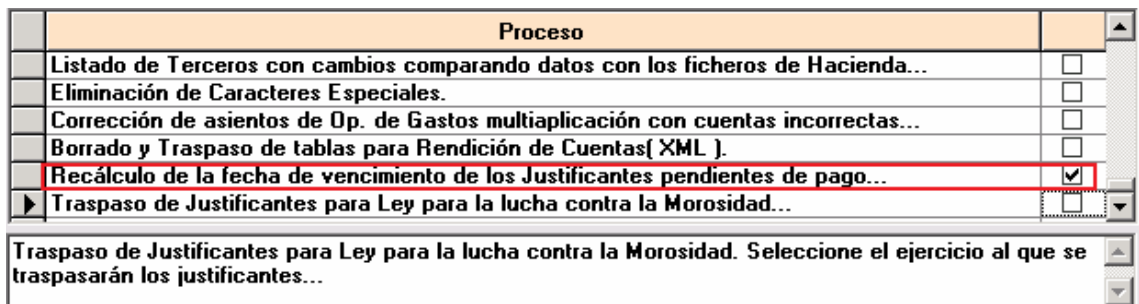 Proceso
Listado de Terceros con cambios comparando datos con los ficheros de Hacienda...
Eliminación de Caracteres Especiales.
Corrección de asientos de Op. de Gastos multiaplicación con cuentas incorrectas...
Borrado y Traspaso de tablas para Rendición de Cuentas( XML ).
Recálculo de la fecha de vencimiento de los Justificantes pendientes de pago...
Traspaso de Justificantes para Ley para la lucha contra la Morosidad...
Traspaso de Justificantes para Ley para la lucha contra la Morosidad. Seleccione el ejercicio al que se
traspasarán los justificantes...